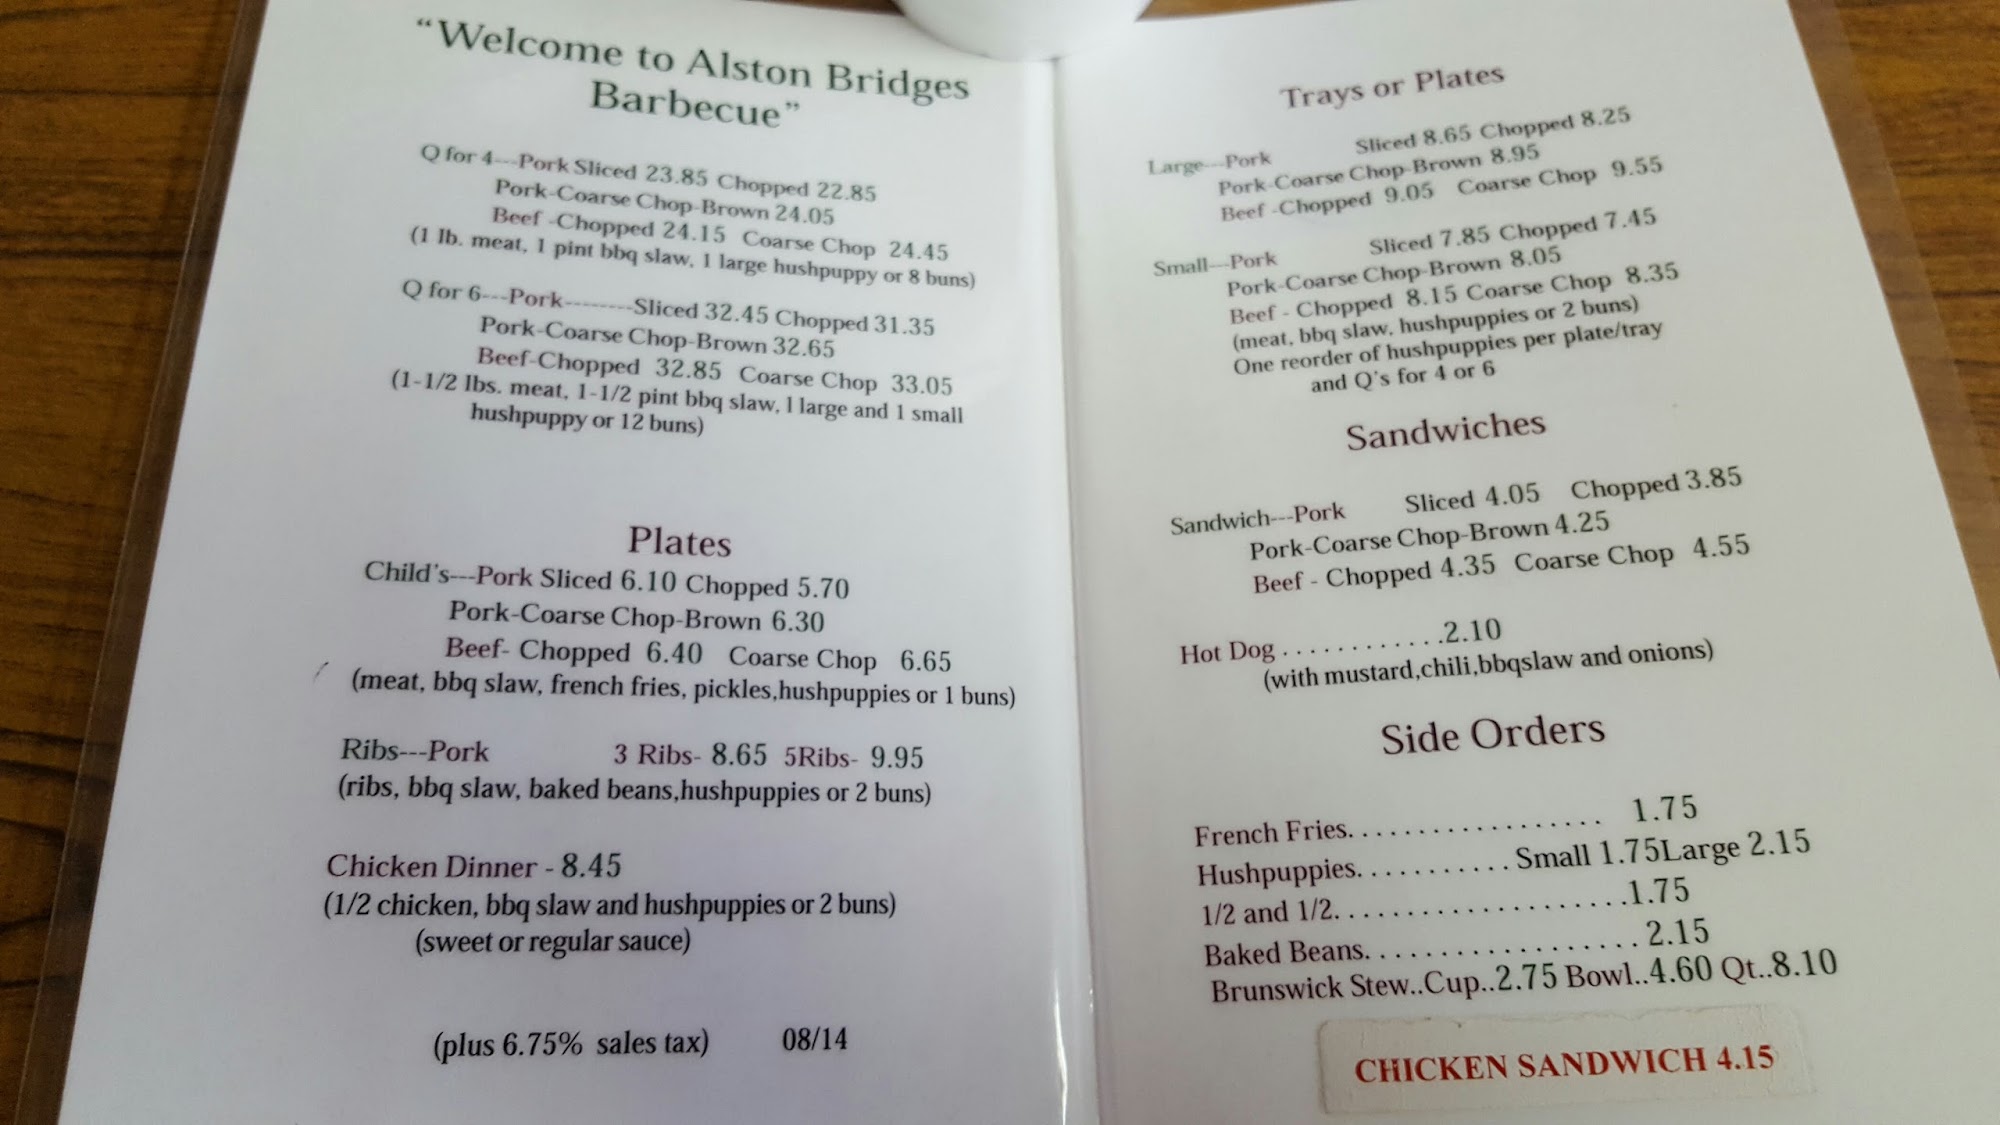 “Welcome to Alston Bridges
Barbecue”
Q for 4---Pork Sliced 23.85 Chopped 22.85
Pork-Coarse Chop-Brown 24.05
Beef -Chopped 24.15 Coarse Chop 24.45
(1 lb. meat, 1 pint bbq slaw, 1 large hushpuppy or 8 buns)
Q for 6---Pork--------Sliced 32.45 Chopped 31.35
Pork-Coarse Chop-Brown 32.65
Beef-Chopped 32.85 Coarse Chop 33.05
(1-1/2 lbs. meat, 1-1/2 pint bbq slaw, 1 large and 1 small
hushpuppy or 12 buns)
Plates
Child's---Pork Sliced 6.10 Chopped 5.70
Pork-Coarse Chop-Brown 6.30
Beef- Chopped 6.40 Coarse Chop 6.65
(meat, bbq slaw, french fries, pickles,hushpuppies or 1 buns)
Ribs---Pork 3 Ribs- 8.65 5Ribs- 9.95
(ribs, bbq slaw, baked beans,hushpuppies or 2 buns)
Chicken Dinner - 8.45
(1/2 chicken, bbq slaw and hushpuppies or 2 buns)
(sweet or regular sauce)
(plus 6.75% sales tax) 08/14
Trays or Plates
Large---Pork Sliced 8.65 Chopped 8.25
Pork-Coarse Chop-Brown 8.95
Beef -Chopped 9.05 Coarse Chop 9.55
Small---Pork Sliced 7.85 Chopped 7.45
Pork-Coarse Chop-Brown 8.05
Beef - Chopped 8.15 Coarse Chop 8.35
(meat, bbq slaw, hushpuppies or 2 buns)
One reorder of hushpuppies per plate/tray
and Q's for 4 or 6
Sandwiches
Sandwich---Pork Sliced 4.05 Chopped 3.85
Pork-Coarse Chop-Brown 4.25
Beef - Chopped 4.35 Coarse Chop 4.55
Hot Dog . . . . . . . . . . . .2.10
(with mustard,chili,bbqslaw and onions)
Side Orders
French Fries. . . . . . . . . . . . . . . . . . 1.75
Hushpuppies. . . . . . . . . . . Small 1.75Large 2.15
1/2 and 1/2. . . . . . . . . . . . . . . . . . . .1.75
Baked Beans. . . . . . . . . . . . . . . . . . 2.15
Brunswick Stew..Cup..2.75 Bowl..4.60 Qt..8.10
CHICKEN SANDWICH 4.15